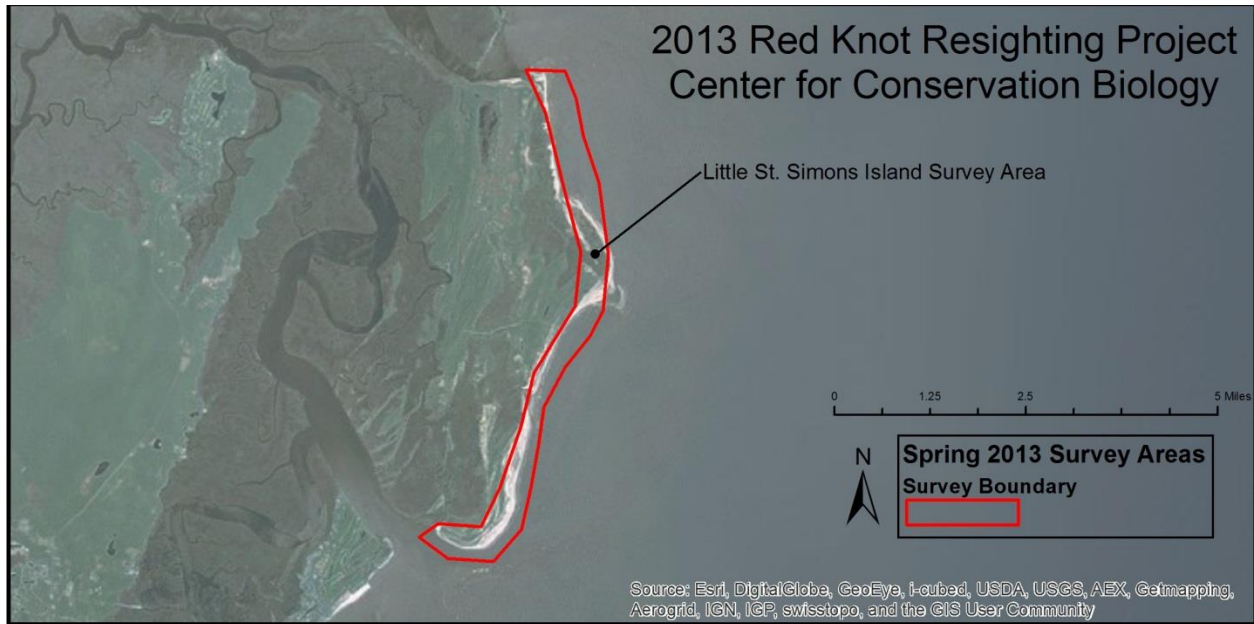 2013 Red Knot Resighting Project
Center for Conservation Biology
Little St. Simons Island Survey Area
0 1.25 2.5 5 Miles
N
Spring 2013 Survey Areas
Survey Boundary
Source: Esri, DigitalGlobe, GeoEye, i-cubed, USDA, USGS, AEX, Getmapping,
Aerogrid, IGN, IGP, swisstopo, and the GIS User Community